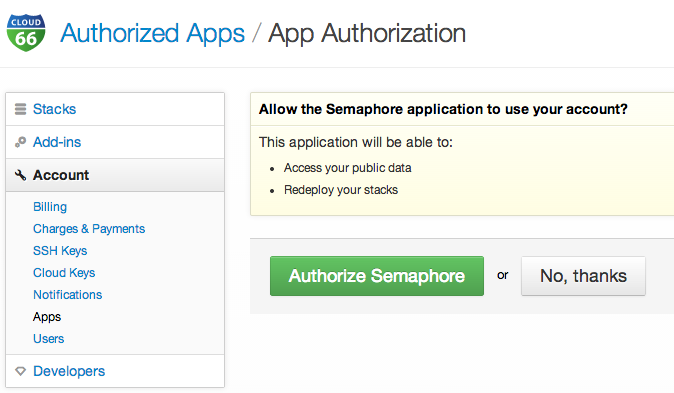 CLOUD
66
Authorized Apps / App Authorization
Stacks
Add-ins
Account
Billing
Charges & Payments
SSH Keys
Cloud Keys
Notifications
Apps
Users
Developers
Allow the Semaphore application to use your account?
This application will be able to:
• Access your public data
• Redeploy your stacks
Authorize Semaphore or No, thanks